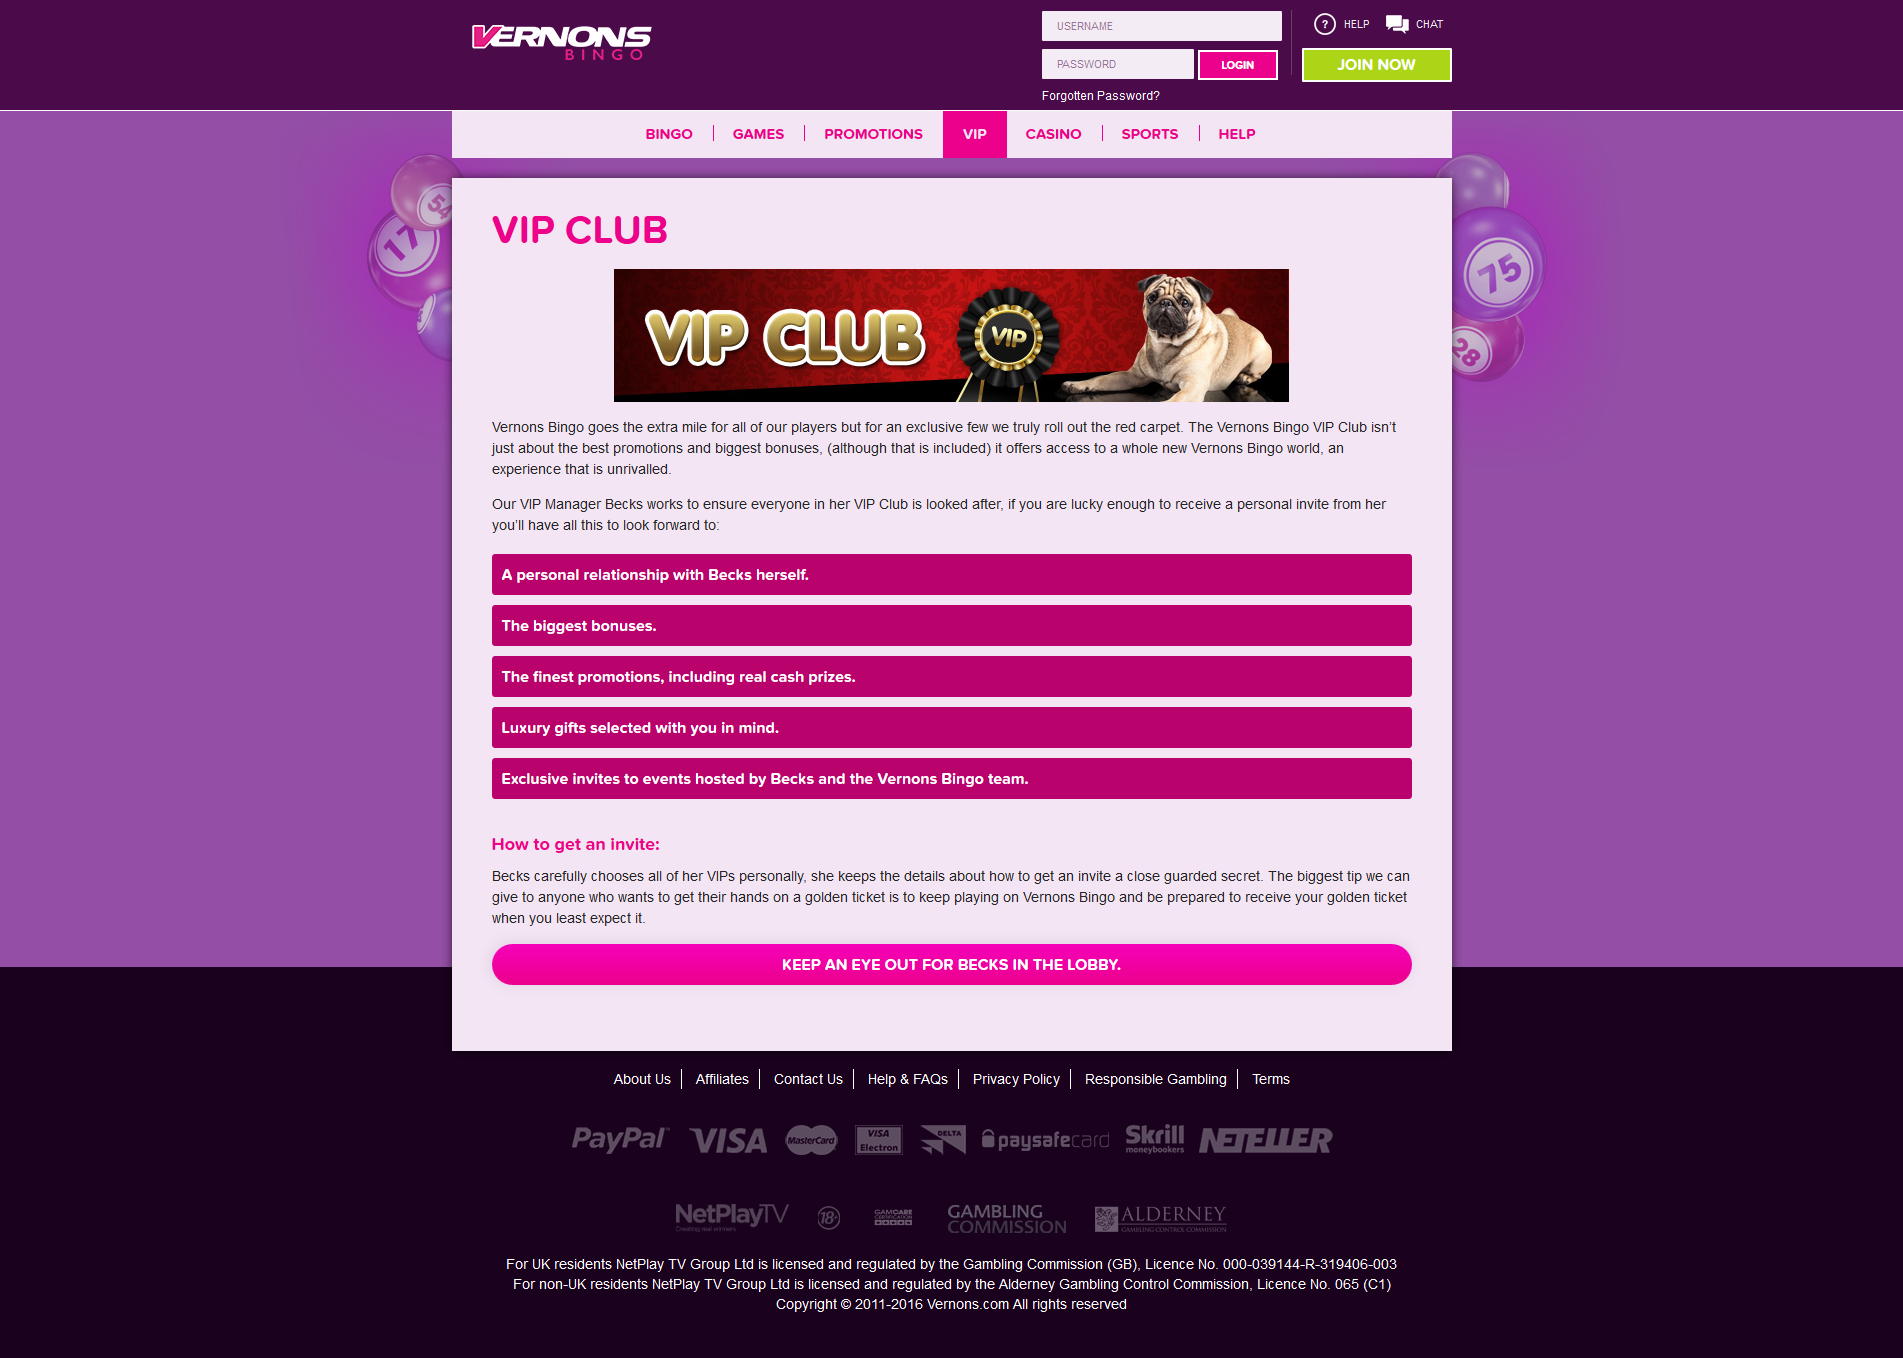 VERNONS
BINGO
USERNAME
PASSWORD
LOGIN
Forgotten Password?
? HELP
CHAT
JOIN NOW
BINGO
GAMES
PROMOTIONS
VIP
CASINO
SPORTS
HELP
54
17
75
28
VIP CLUB
VIP CLUB
VIP
Vernons Bingo goes the extra mile for all of our players but for an exclusive few we truly roll out the red carpet. The Vernons Bingo VIP Club isn't
just about the best promotions and biggest bonuses, (although that is included) it offers access to a whole new Vernons Bingo world, an
experience that is unrivalled.
Our VIP Manager Becks works to ensure everyone in her VIP Club is looked after, if you are lucky enough to receive a personal invite from her
you'll have all this to look forward to:
A personal relationship with Becks herself.
The biggest bonuses.
The finest promotions, including real cash prizes.
Luxury gifts selected with you in mind.
Exclusive invites to events hosted by Becks and the Vernons Bingo team.
How to get an invite:
Becks carefully chooses all of her VIPs personally, she keeps the details about how to get an invite a close guarded secret. The biggest tip we can
give to anyone who wants to get their hands on a golden ticket is to keep playing on Vernons Bingo and be prepared to receive your golden ticket
when you least expect it.
KEEP AN EYE OUT FOR BECKS IN THE LOBBY.
About Us
Affiliates
Contact Us
Help & FAQs
Privacy Policy
Responsible Gambling
Terms
PayPal
VISA
MasterCard
VISA
Electron
DELTA
paysafecard
Skrill
moneybookers
NETELLER
NetPlayTV
Creating real winners
18+
GAMCARE
CERTIFICATION
GAMBLING
COMMISSION
ALDERNEY
GAMBLING CONTROL COMMISSION
For UK residents NetPlay TV Group Ltd is licensed and regulated by the Gambling Commission (GB), Licence No. 000-039144-R-319406-003
For non-UK residents NetPlay TV Group Ltd is licensed and regulated by the Alderney Gambling Control Commission, Licence No. 065 (C1)
Copyright © 2011-2016 Vernons.com All rights reserved